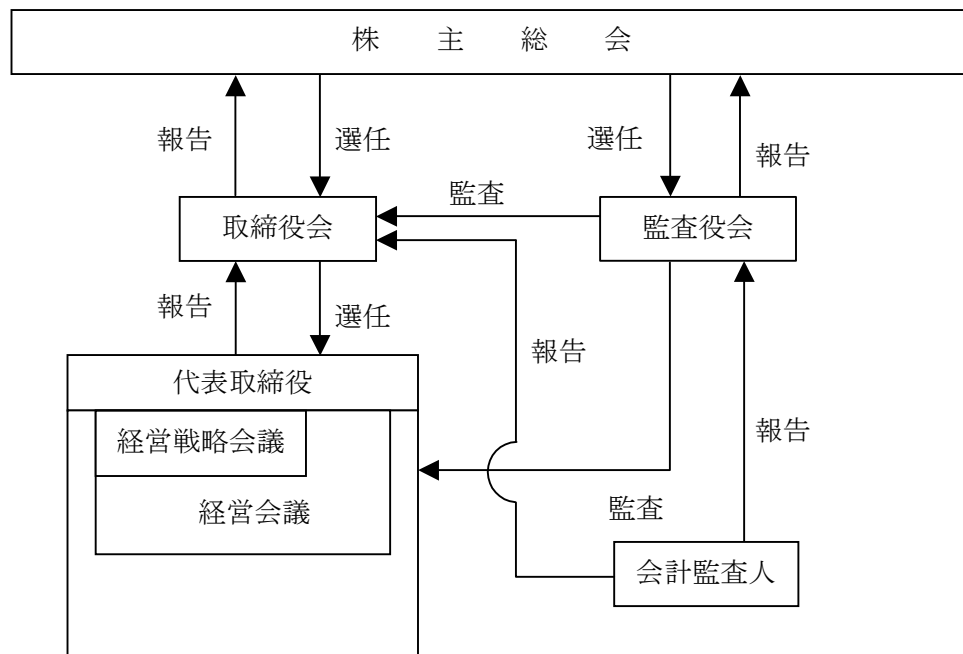 株主総会
報告
選任
選任
報告
監査
取締役会
監査役会
報告
選任
報告
代表取締役
経営戦略会議
報告
経営会議
監査
会計監査人